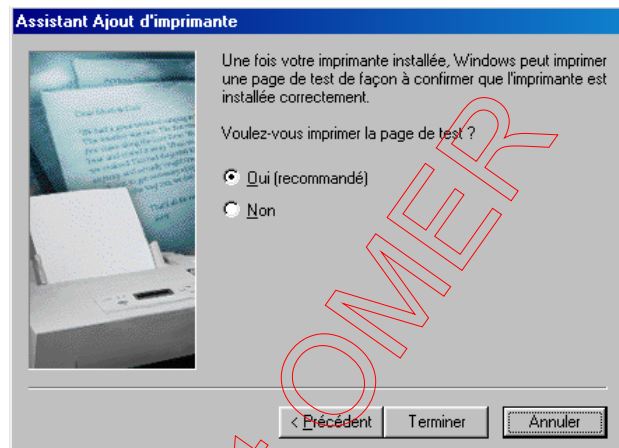 Assistant Ajout d'imprimante
Une fois votre imprimante installée, Windows peut imprimer
une page de test de façon à confirmer que l'imprimante est
installée correctement.
Voulez-vous imprimer la page de test ?
Oui (recommandé)
Non
OMER
< Précédent
Terminer
Annuler